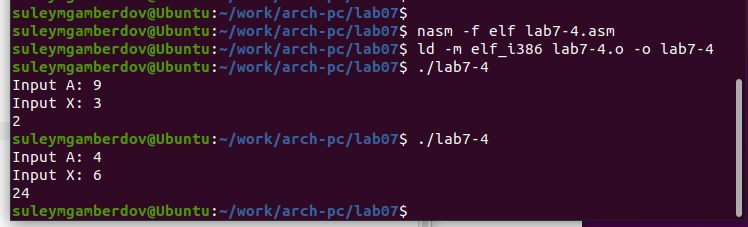 suleymgamberdov@Ubuntu:~/work/arch-pc/lab07$
suleymgamberdov@Ubuntu:~/work/arch-pc/lab07$ nasm -f elf lab7-4.asm
suleymgamberdov@Ubuntu:~/work/arch-pc/lab07$ ld -m elf_i386 lab7-4.o -o lab7-4
suleymgamberdov@Ubuntu:~/work/arch-pc/lab07$ ./lab7-4
Input A: 9
Input X: 3
2
suleymgamberdov@Ubuntu:~/work/arch-pc/lab07$ ./lab7-4
Input A: 4
Input X: 6
24
suleymgamberdov@Ubuntu:~/work/arch-pc/lab07$